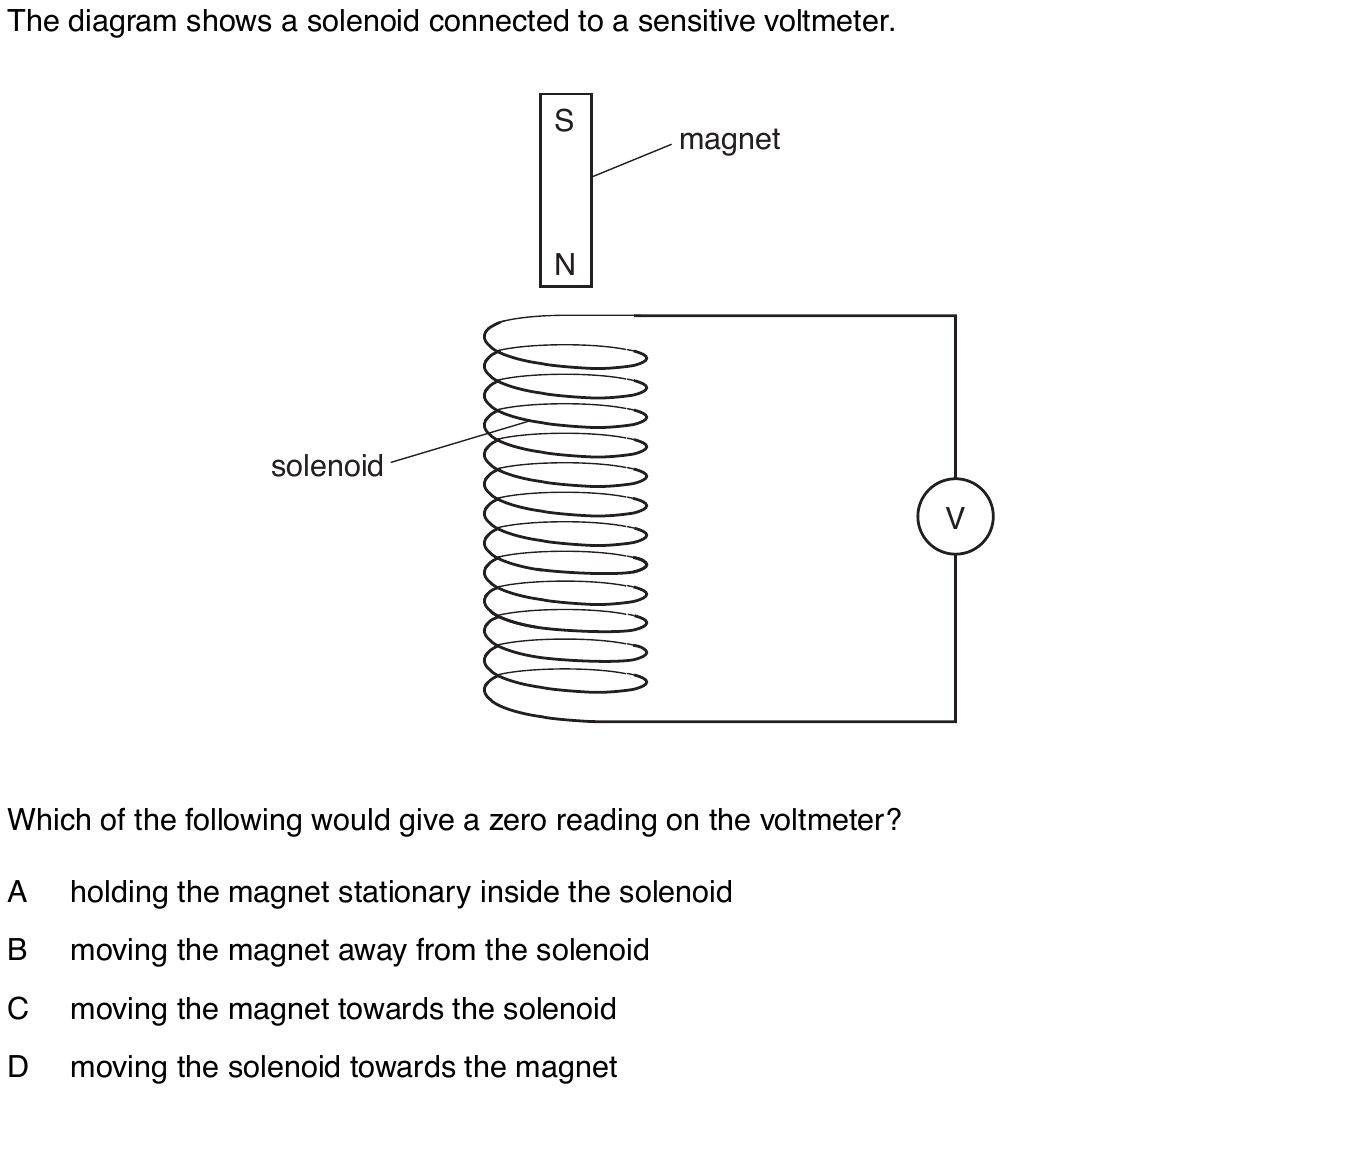 The diagram shows a solenoid connected to a sensitive voltmeter.
S
magnet
N
solenoid
V
Which of the following would give a zero reading on the voltmeter?
A holding the magnet stationary inside the solenoid
B moving the magnet away from the solenoid
C moving the magnet towards the solenoid
D moving the solenoid towards the magnet